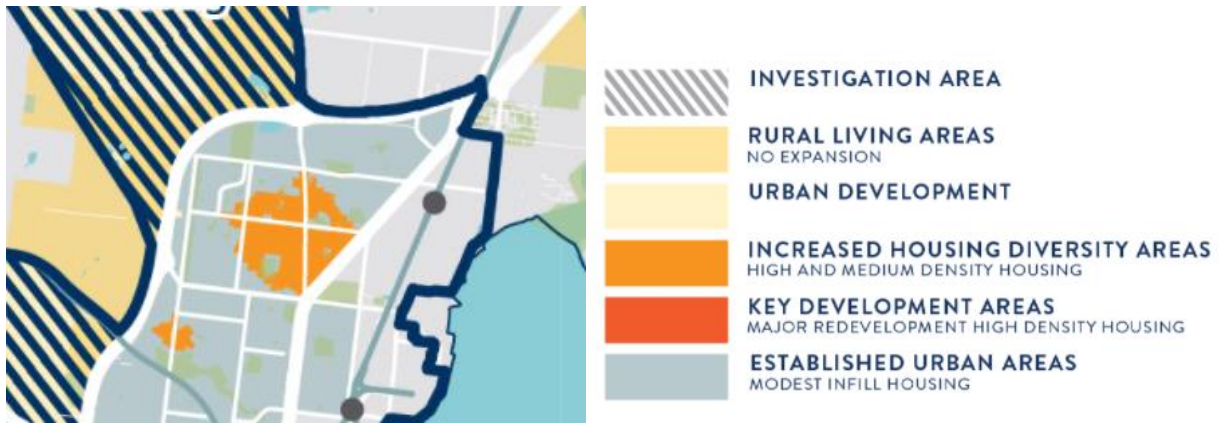 INVESTIGATION AREA
RURAL LIVING AREAS
NO EXPANSION
URBAN DEVELOPMENT
INCREASED HOUSING DIVERSITY AREAS
HIGH AND MEDIUM DENSITY HOUSING
KEY DEVELOPMENT AREAS
MAJOR REDEVELOPMENT HIGH DENSITY HOUSING
ESTABLISHED URBAN AREAS
MODEST INFILL HOUSING